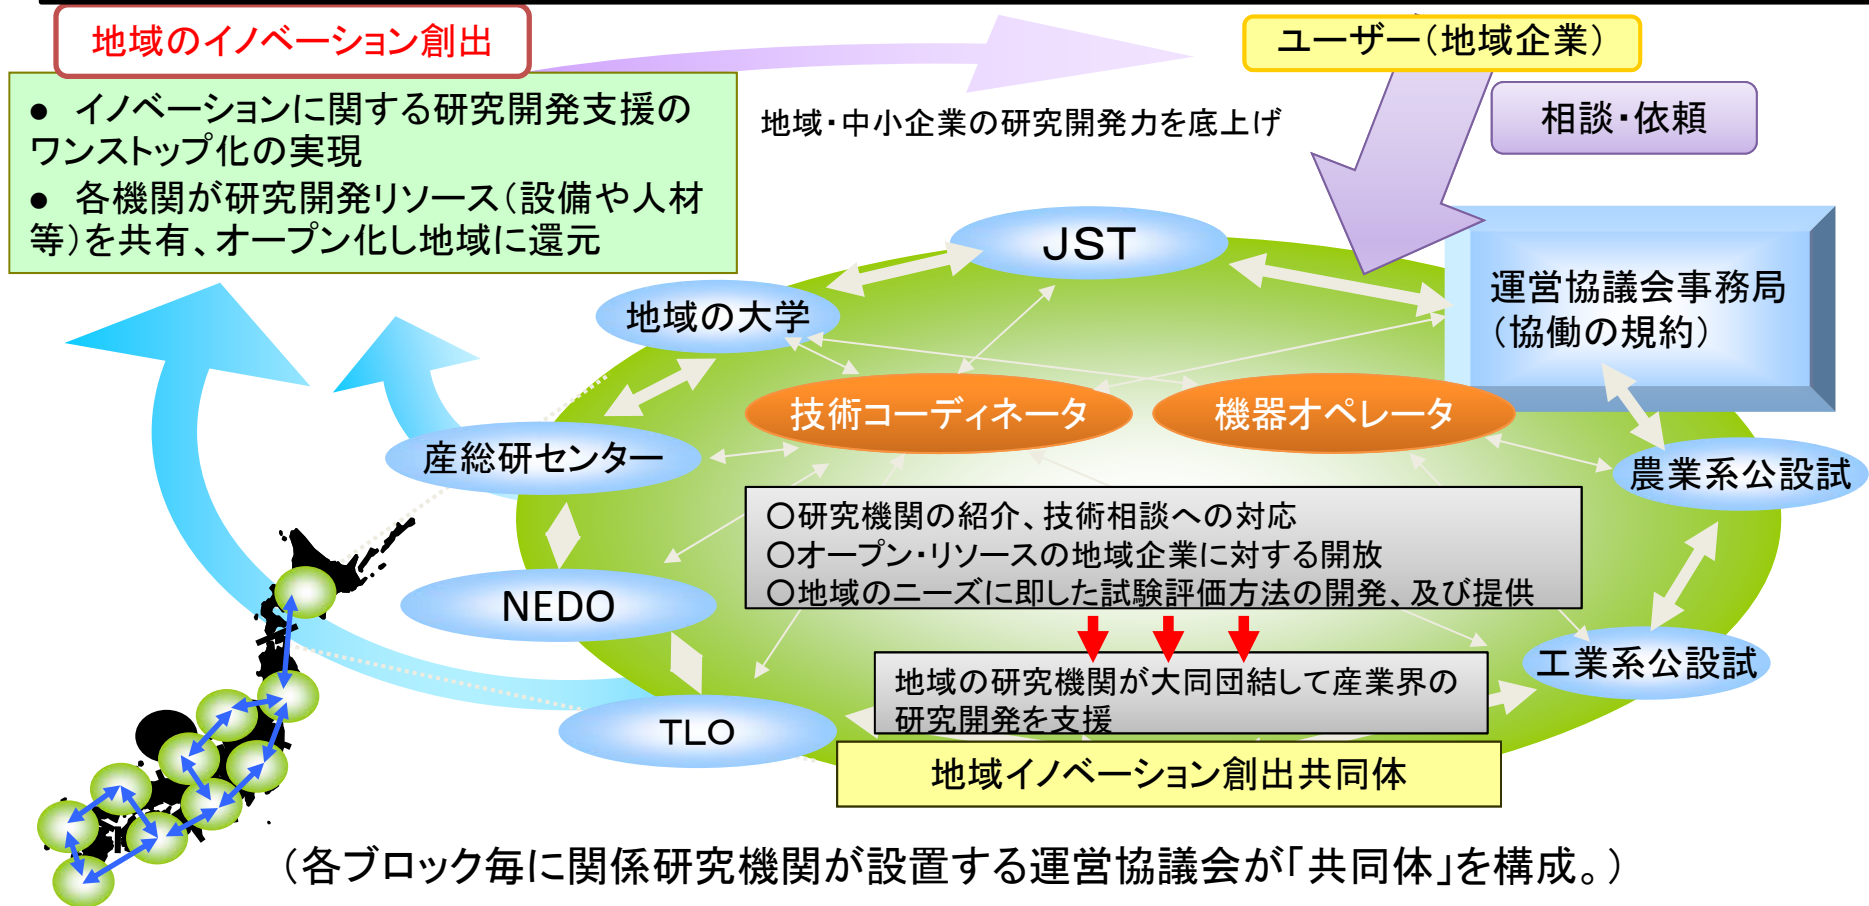 地域のイノベーション創出
ユーザー(地域企業)
● イノベーションに関する研究開発支援の
ワンストップ化の実現
● 各機関が研究開発リソース(設備や人材
等)を共有、オープン化し地域に還元
地域・中小企業の研究開発力を底上げ
相談・依頼
JST
地域の大学
運営協議会事務局
(協働の規約)
技術コーディネータ
機器オペレータ
産総研センター
農業系公設試
○研究機関の紹介、技術相談への対応
○オープン・リソースの地域企業に対する開放
○地域のニーズに即した試験評価方法の開発、及び提供
NEDO
工業系公設試
地域の研究機関が大同団結して産業界の
研究開発を支援
TLO
地域イノベーション創出共同体
(各ブロック毎に関係研究機関が設置する運営協議会が「共同体」を構成。)